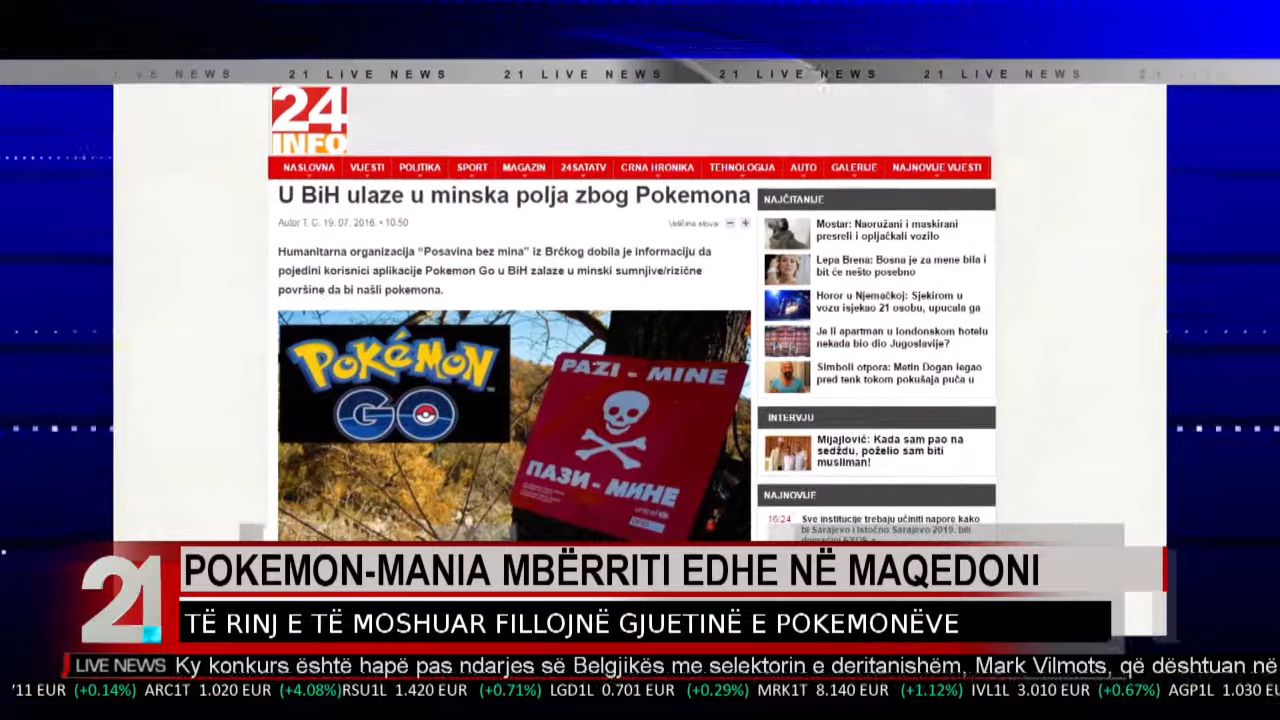 VE NEWS 21 LIVE NEWS 21 LIVE NEWS 21 LIVE NEWS 21 LIVE NEWS 21
24
INFO
NASLOVNA VIJESTI POLITIKA SPORT MAGAZIN 24SATATV CRNA HRONIKA TEHNOLOGIJA AUTO GALERIJE NAJNOVIJE VIJESTI
U BiH ulaze u minska polja zbog Pokemona
Autor T. C. 19. 07. 2016. • 10:50
Veličina slova: − +
Humanitarna organizacija “Posavina bez mina” iz Brčkog dobila je informaciju da
pojedini korisnici aplikacije Pokemon Go u BiH zalaze u minski sumnjive/rizične
površine da bi našli pokemona.
POKéMON
GO
PAZI - MINE
ПАЗИ - МИНЕ
unicef
NAJČITANIJE
Mostar: Naoružani i maskirani
presreli i opljačkali vozilo
Lepa Brena: Bosna je za mene bila i
bit će nešto posebno
Horor u Njemačkoj: Sjekirom u
vozu isjekao 21 osobu, upucala ga
Je li apartman u londonskom hotelu
nekada bio dio Jugoslavije?
Simboli otpora: Metin Dogan legao
pred tenk tokom pokušaja puča u
INTERVJU
Mijajlović: Kada sam pao na
sedždu, poželio sam biti
musliman!
NAJNOVIJE
16:24 Sve institucije trebaju učiniti napore kako
bi Sarajevo i Istočno Sarajevo 2019. bili
21
POKEMON-MANIA MBËRRITI EDHE NË MAQEDONI
TË RINJ E TË MOSHUAR FILLOJNË GJUETINË E POKEMONËVE
LIVE NEWS Ky konkurs është hapë pas ndarjes së Belgjikës me selektorin e deritanishëm, Mark Vilmots, që dështuan në
'11 EUR (+0.14%) ARC1T 1.020 EUR (+4.08%) RSU1L 1.420 EUR (+0.71%) LGD1L 0.701 EUR (+0.29%) MRK1T 8.140 EUR (+1.12%) IVL1L 3.010 EUR (+0.67%) AGP1L 1.030 EU